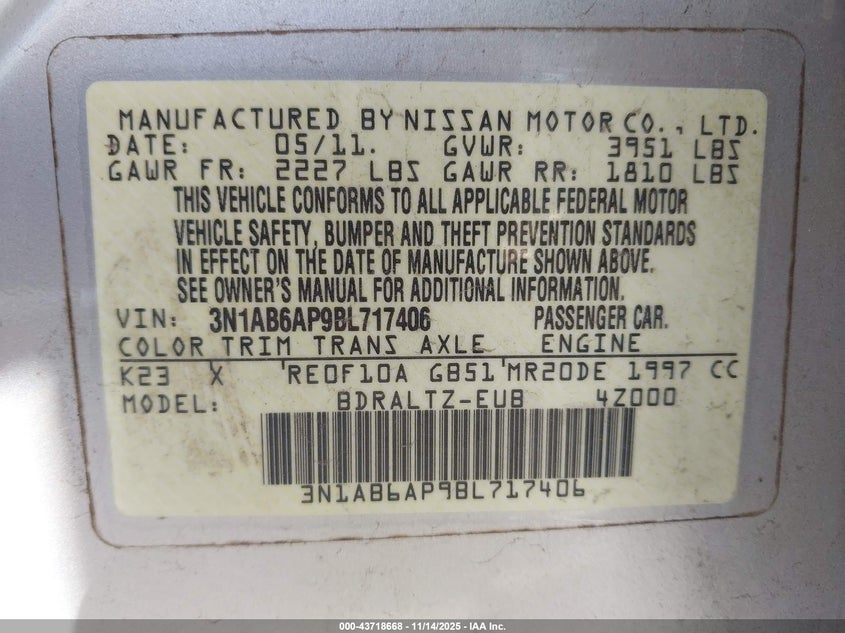 MANUFACTURED BY NISSAN MOTOR CO., LTD.
DATE: 05/11. GVWR: 3951 LBS
GAWR FR: 2227 LBS GAWR RR: 1810 LBS
THIS VEHICLE CONFORMS TO ALL APPLICABLE FEDERAL MOTOR
VEHICLE SAFETY, BUMPER AND THEFT PREVENTION STANDARDS
IN EFFECT ON THE DATE OF MANUFACTURE SHOWN ABOVE.
SEE OWNER'S MANUAL FOR ADDITIONAL INFORMATION.
VIN: 3N1AB6AP9BL717406 PASSENGER CAR.
COLOR TRIM TRANS AXLE ENGINE
K23 X RE0F10A GB51 MR20DE 1997 CC
MODEL: BDRALTZ-EUB 4Z000
3N1AB6AP9BL717406
000-43718668 - 11/14/2025 - IAA Inc.